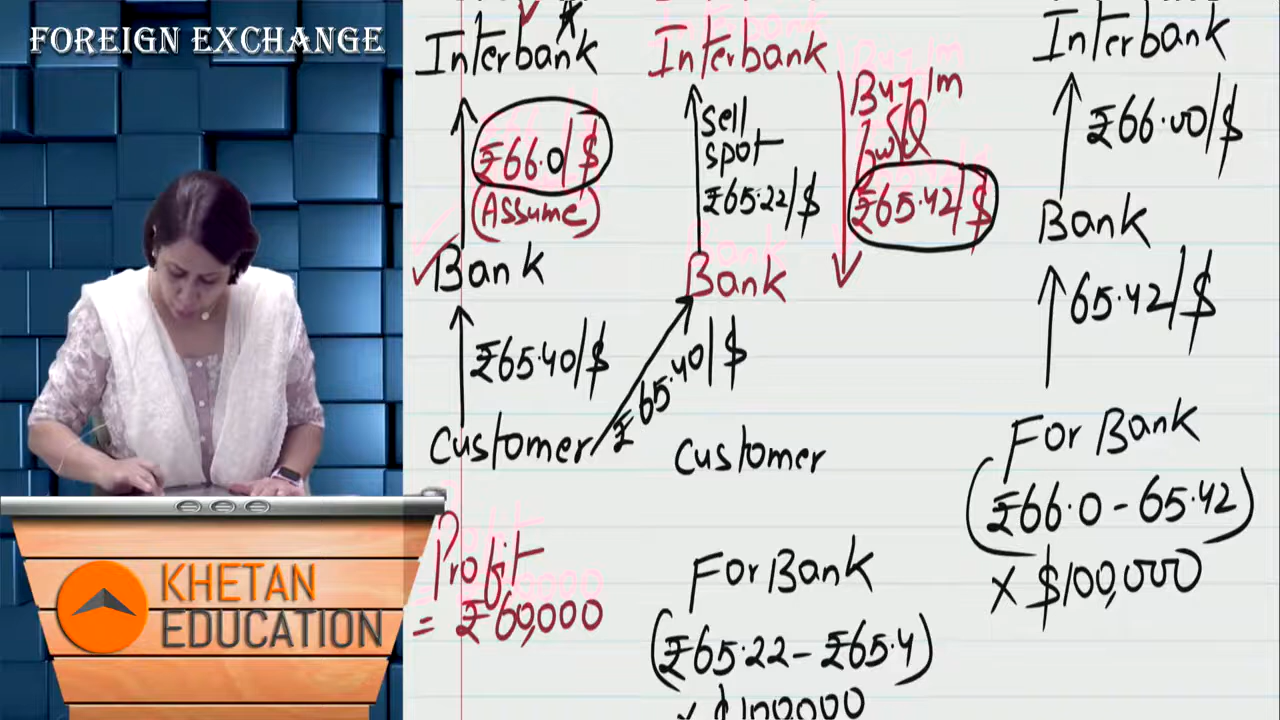 FOREIGN EXCHANGE
Interbank
₹66.0/$
(Assume)
Bank
₹65.40/$
Customer
Profit
= ₹60,000
Interbank
sell
spot
₹65.22/$
Buy 1m
₹65.42/$
Bank
₹65.40/$
Customer
For Bank
(₹65.22 - ₹65.4)
x $100000
Interbank
₹66.00/$
Bank
65.42/$
For Bank
(₹66.0 - 65.42)
x $100,000
KHETAN
EDUCATION